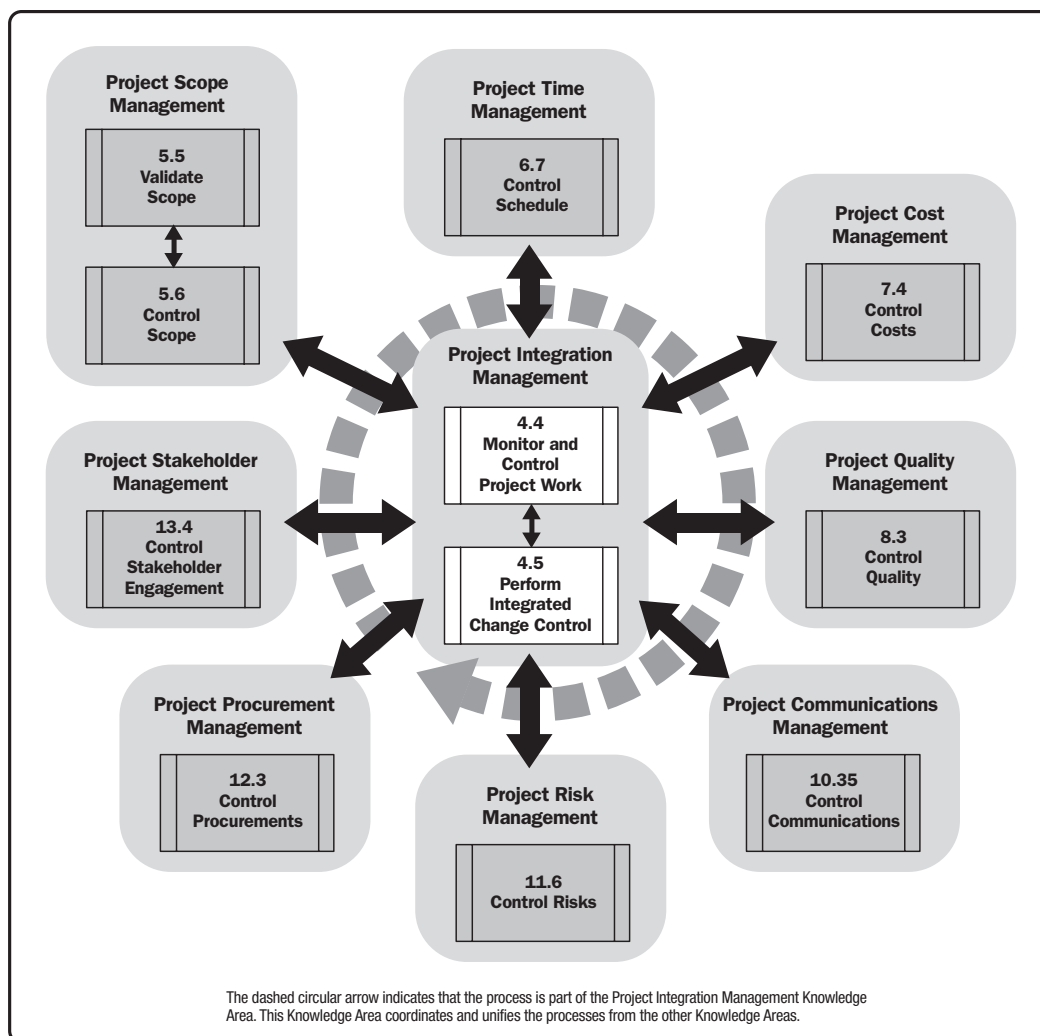 Project Scope
Management
5.5
Validate
Scope
5.6
Control
Scope
Project Time
Management
6.7
Control
Schedule
Project Cost
Management
7.4
Control
Costs
Project Integration
Management
4.4
Monitor and
Control
Project Work
4.5
Perform
Integrated
Change Control
Project Stakeholder
Management
13.4
Control
Stakeholder
Engagement
Project Quality
Management
8.3
Control
Quality
Project Procurement
Management
12.3
Control
Procurements
Project Risk
Management
11.6
Control Risks
Project Communications
Management
10.35
Control
Communications
The dashed circular arrow indicates that the process is part of the Project Integration Management Knowledge
Area. This Knowledge Area coordinates and unifies the processes from the other Knowledge Areas.